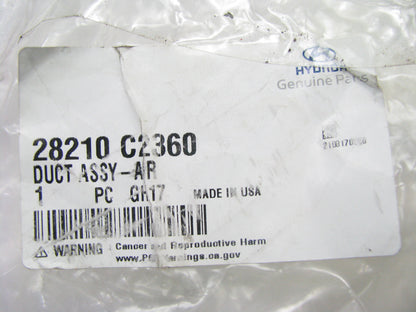 HYUNDAI
Genuine Parts
28210 C2360
DUCT ASSY-AR
1 PC GR17 MADE IN USA
WARNING : Cancer and Reproductive Harm
www.P65Warnings.ca.gov